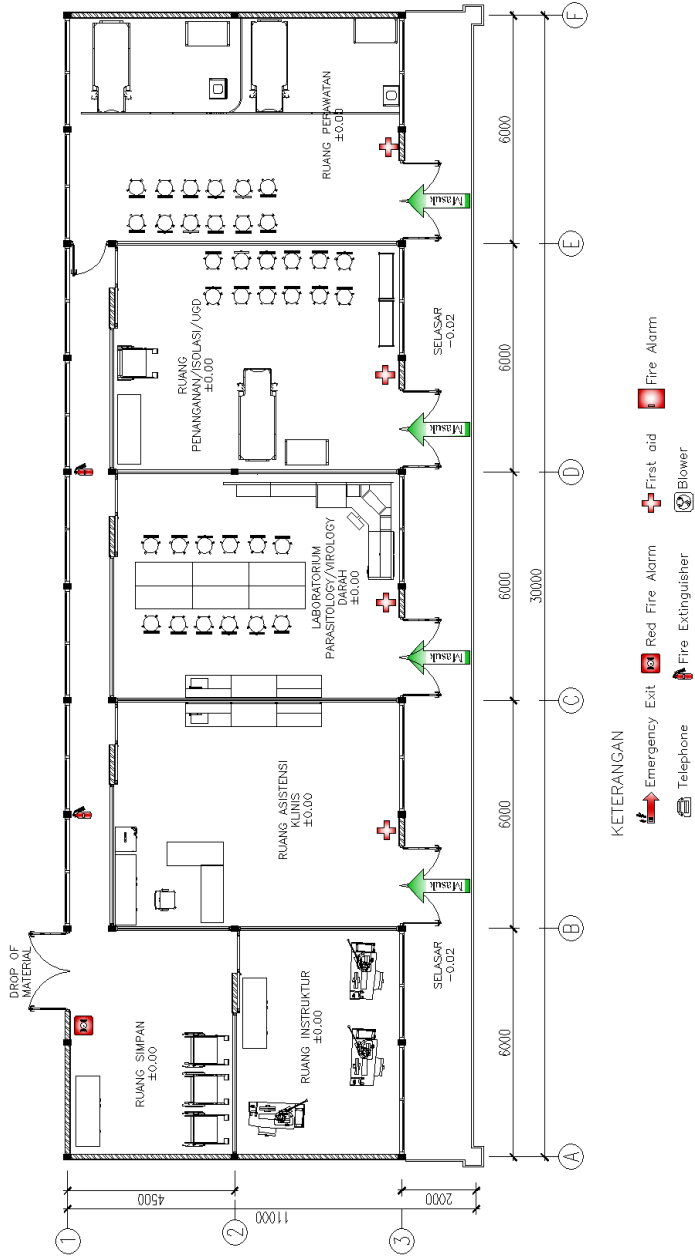 DROP OF
MATERIAL
RUANG SIMPAN
±0.00
RUANG INSTRUKTUR
±0.00
RUANG ASISTENSI
KLINIS
±0.00
LABORATORIUM
PARASITOLOGY/VIROLOGY
DARAH
±0.00
RUANG
PENANGANAN/ISOLASI/UGD
±0.00
RUANG PERAWATAN
±0.00
Masuk
Masuk
Masuk
Masuk
SELASAR
-0.02
SELASAR
-0.02
1
2
3
4500
11000
2000
6000
6000
6000
6000
6000
30000
A
B
C
D
E
F
KETERANGAN
Emergency Exit
Red Fire Alarm
First aid
Fire Alarm
Telephone
Fire Extinguisher
Blower